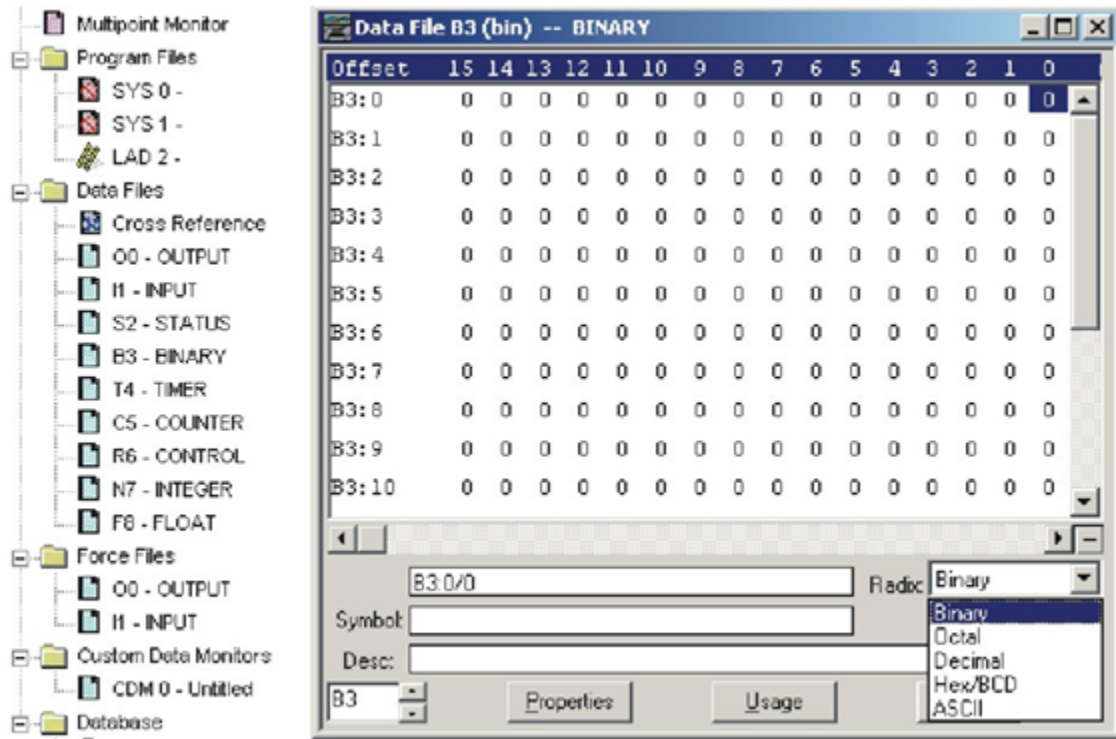 Multipoint Monitor
Program Files
SYS 0 -
SYS 1 -
LAD 2 -
Data Files
Cross Reference
O0 - OUTPUT
I1 - INPUT
S2 - STATUS
B3 - BINARY
T4 - TIMER
C5 - COUNTER
R6 - CONTROL
N7 - INTEGER
F8 - FLOAT
Force Files
O0 - OUTPUT
I1 - INPUT
Custom Data Monitors
CDM 0 - Untitled
Database
Data File B3 (bin) -- BINARY
Offset 15 14 13 12 11 10 9 8 7 6 5 4 3 2 1 0
B3:0 0 0 0 0 0 0 0 0 0 0 0 0 0 0 0 0
B3:1 0 0 0 0 0 0 0 0 0 0 0 0 0 0 0 0
B3:2 0 0 0 0 0 0 0 0 0 0 0 0 0 0 0 0
B3:3 0 0 0 0 0 0 0 0 0 0 0 0 0 0 0 0
B3:4 0 0 0 0 0 0 0 0 0 0 0 0 0 0 0 0
B3:5 0 0 0 0 0 0 0 0 0 0 0 0 0 0 0 0
B3:6 0 0 0 0 0 0 0 0 0 0 0 0 0 0 0 0
B3:7 0 0 0 0 0 0 0 0 0 0 0 0 0 0 0 0
B3:8 0 0 0 0 0 0 0 0 0 0 0 0 0 0 0 0
B3:9 0 0 0 0 0 0 0 0 0 0 0 0 0 0 0 0
B3:10 0 0 0 0 0 0 0 0 0 0 0 0 0 0 0 0
B3:0/0
Radix: Binary
Symbol:
Desc:
Binary
Octal
Decimal
Hex/BCD
ASCII
B3
Properties
Usage